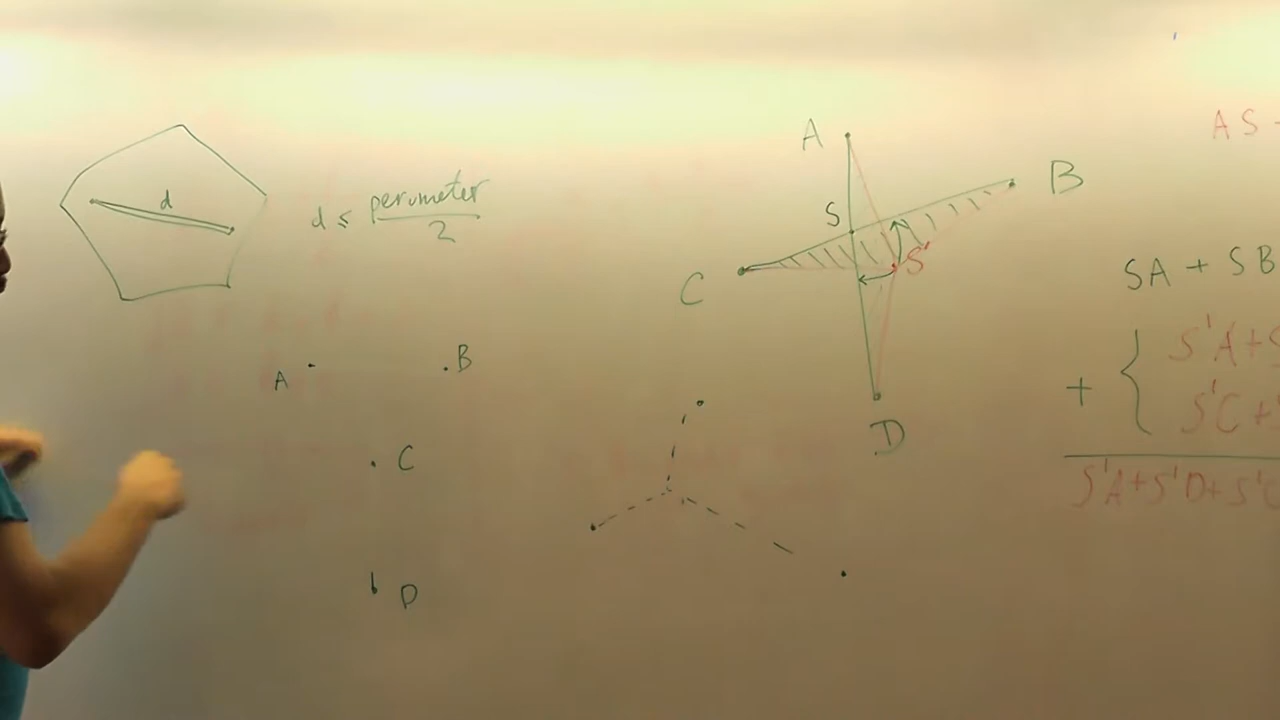 d
d ≤ perimeter / 2
A
B
C
D
A
S
B
C
S'
D
AS -
SA + SB
+ { S'A + S
S'C +
S'A + S'D + S'C